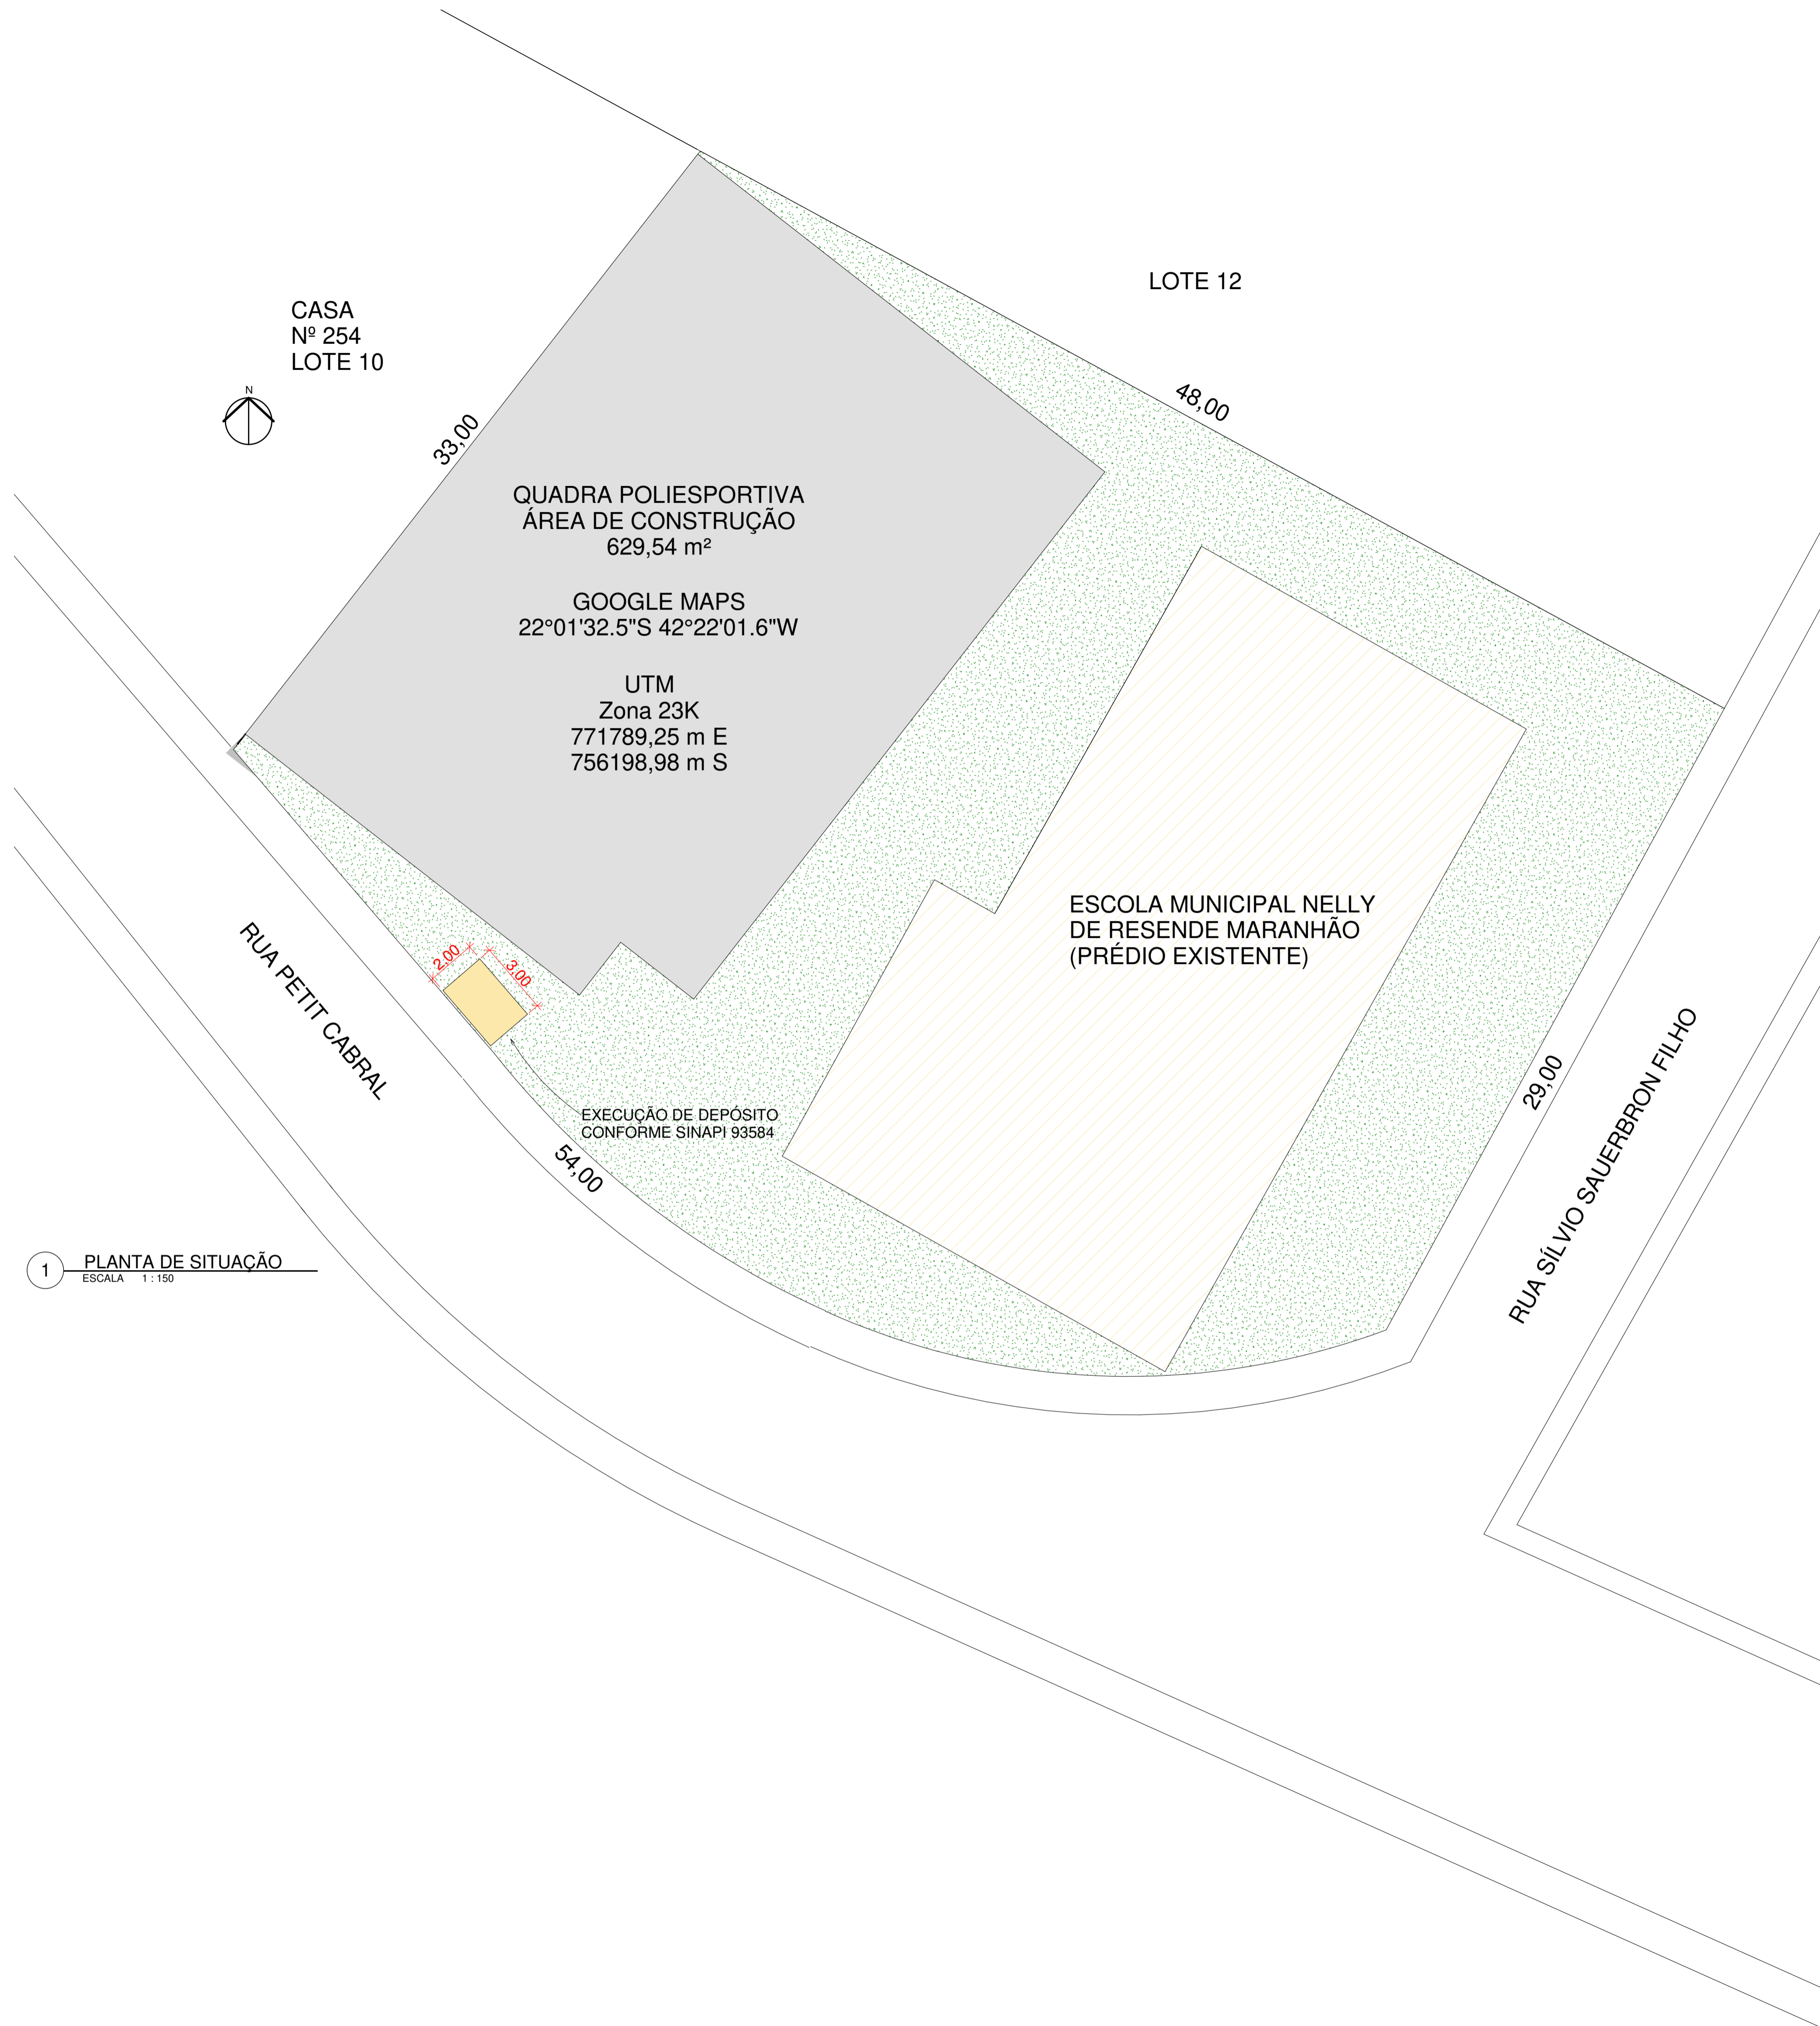 LOTE 12
CASA
Nº 254
LOTE 10
N
48,00
33,00
QUADRA POLIESPORTIVA
ÁREA DE CONSTRUÇÃO
629,54 m²
GOOGLE MAPS
22°01'32.5"S 42°22'01.6"W
UTM
Zona 23K
771789,25 m E
756198,98 m S
ESCOLA MUNICIPAL NELLY
DE RESENDE MARANHÃO
(PRÉDIO EXISTENTE)
2,00
3,00
RUA PETIT CABRAL
EXECUÇÃO DE DEPÓSITO
CONFORME SINAPI 93584
54,00
29,00
RUA SÍLVIO SAUERBRON FILHO
1
PLANTA DE SITUAÇÃO
ESCALA 1 : 150